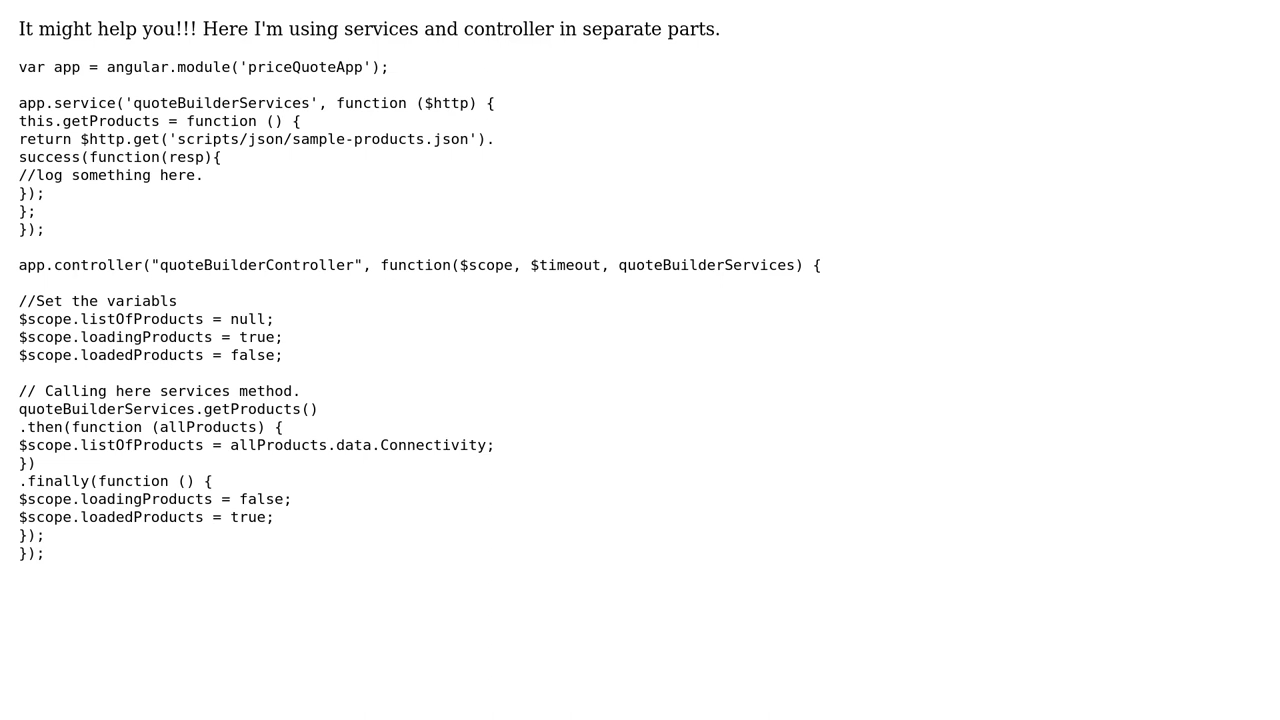 It might help you!!! Here I'm using services and controller in separate parts.
var app = angular.module('priceQuoteApp');
app.service('quoteBuilderServices', function ($http) {
this.getProducts = function () {
return $http.get('scripts/json/sample-products.json').
success(function(resp){
//log something here.
});
};
});
app.controller("quoteBuilderController", function($scope, $timeout, quoteBuilderServices) {
//Set the variabls
$scope.listOfProducts = null;
$scope.loadingProducts = true;
$scope.loadedProducts = false;
// Calling here services method.
quoteBuilderServices.getProducts()
.then(function (allProducts) {
$scope.listOfProducts = allProducts.data.Connectivity;
})
.finally(function () {
$scope.loadingProducts = false;
$scope.loadedProducts = true;
});
});